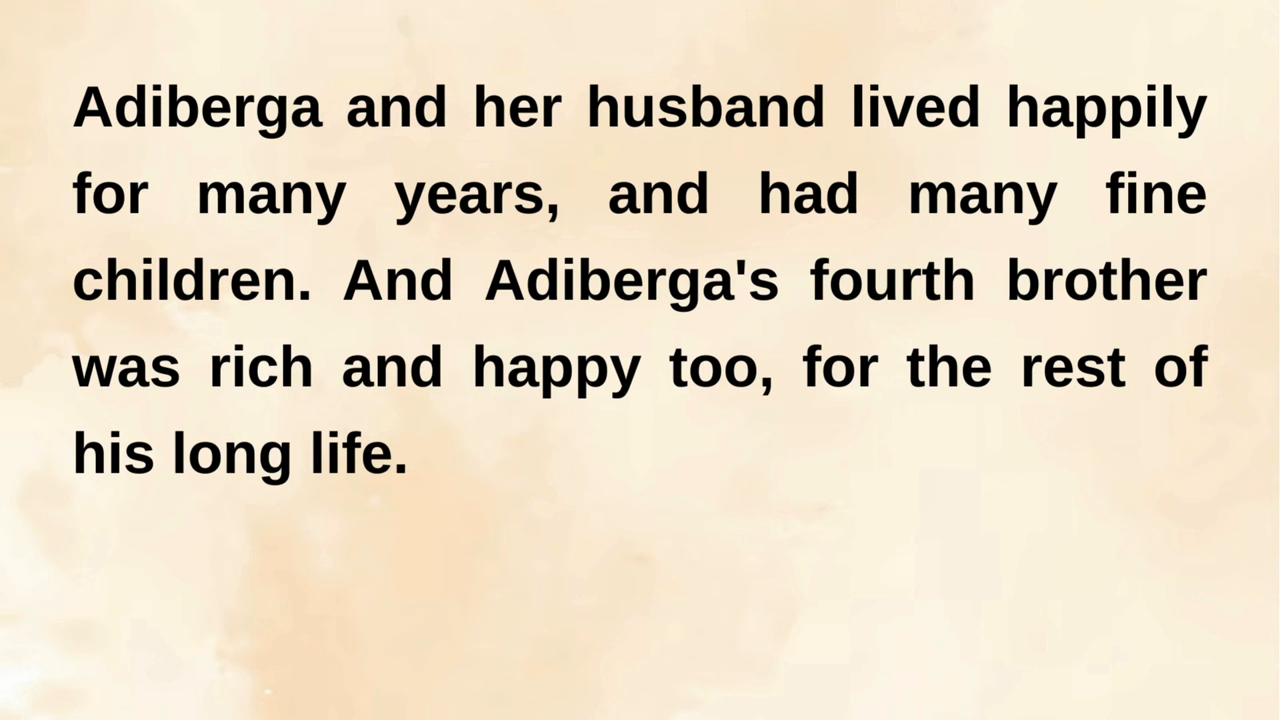 Adiberga and her husband lived happily
for many years, and had many fine
children. And Adiberga's fourth brother
was rich and happy too, for the rest of
his long life.